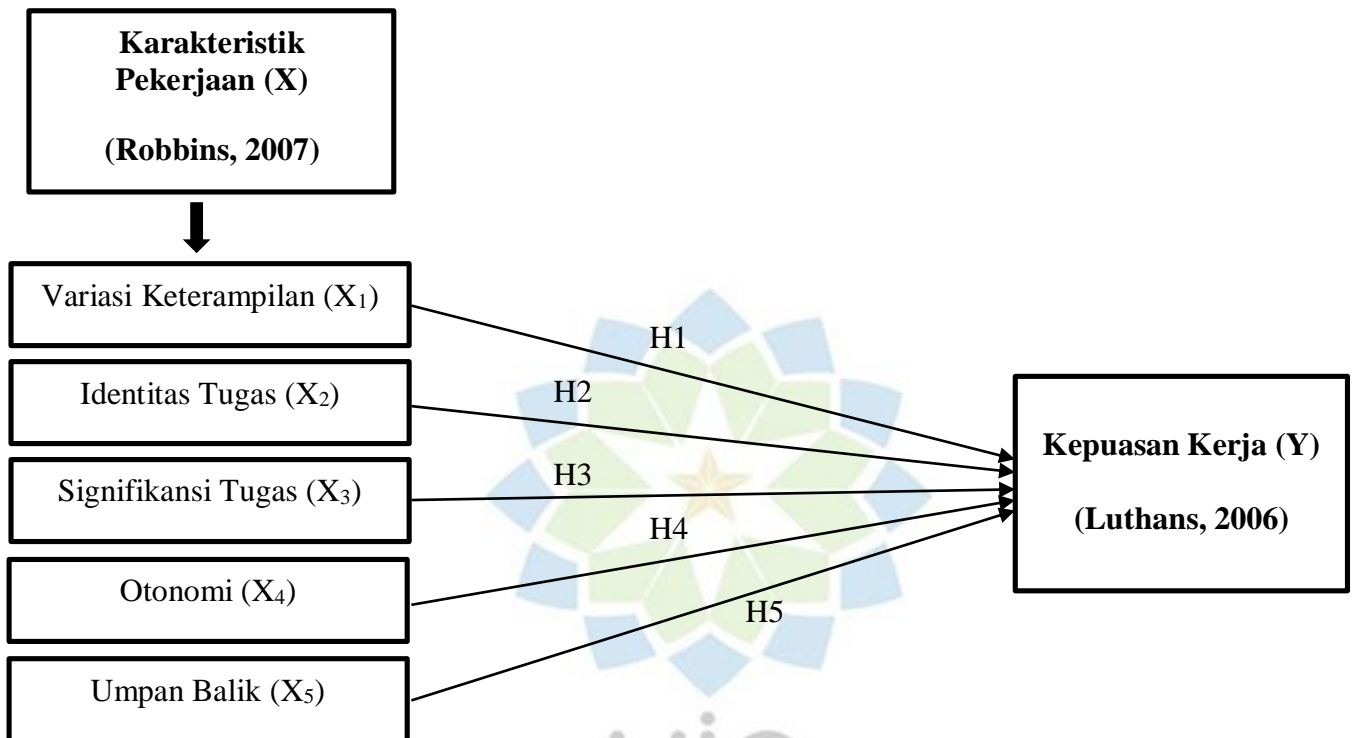 Karakteristik
Pekerjaan (X)
(Robbins, 2007)
Variasi Keterampilan (X₁)
H1
Identitas Tugas (X₂)
H2
Kepuasan Kerja (Y)
(Luthans, 2006)
Signifikansi Tugas (X₃)
H3
H4
Otonomi (X₄)
H5
Umpan Balik (X₅)